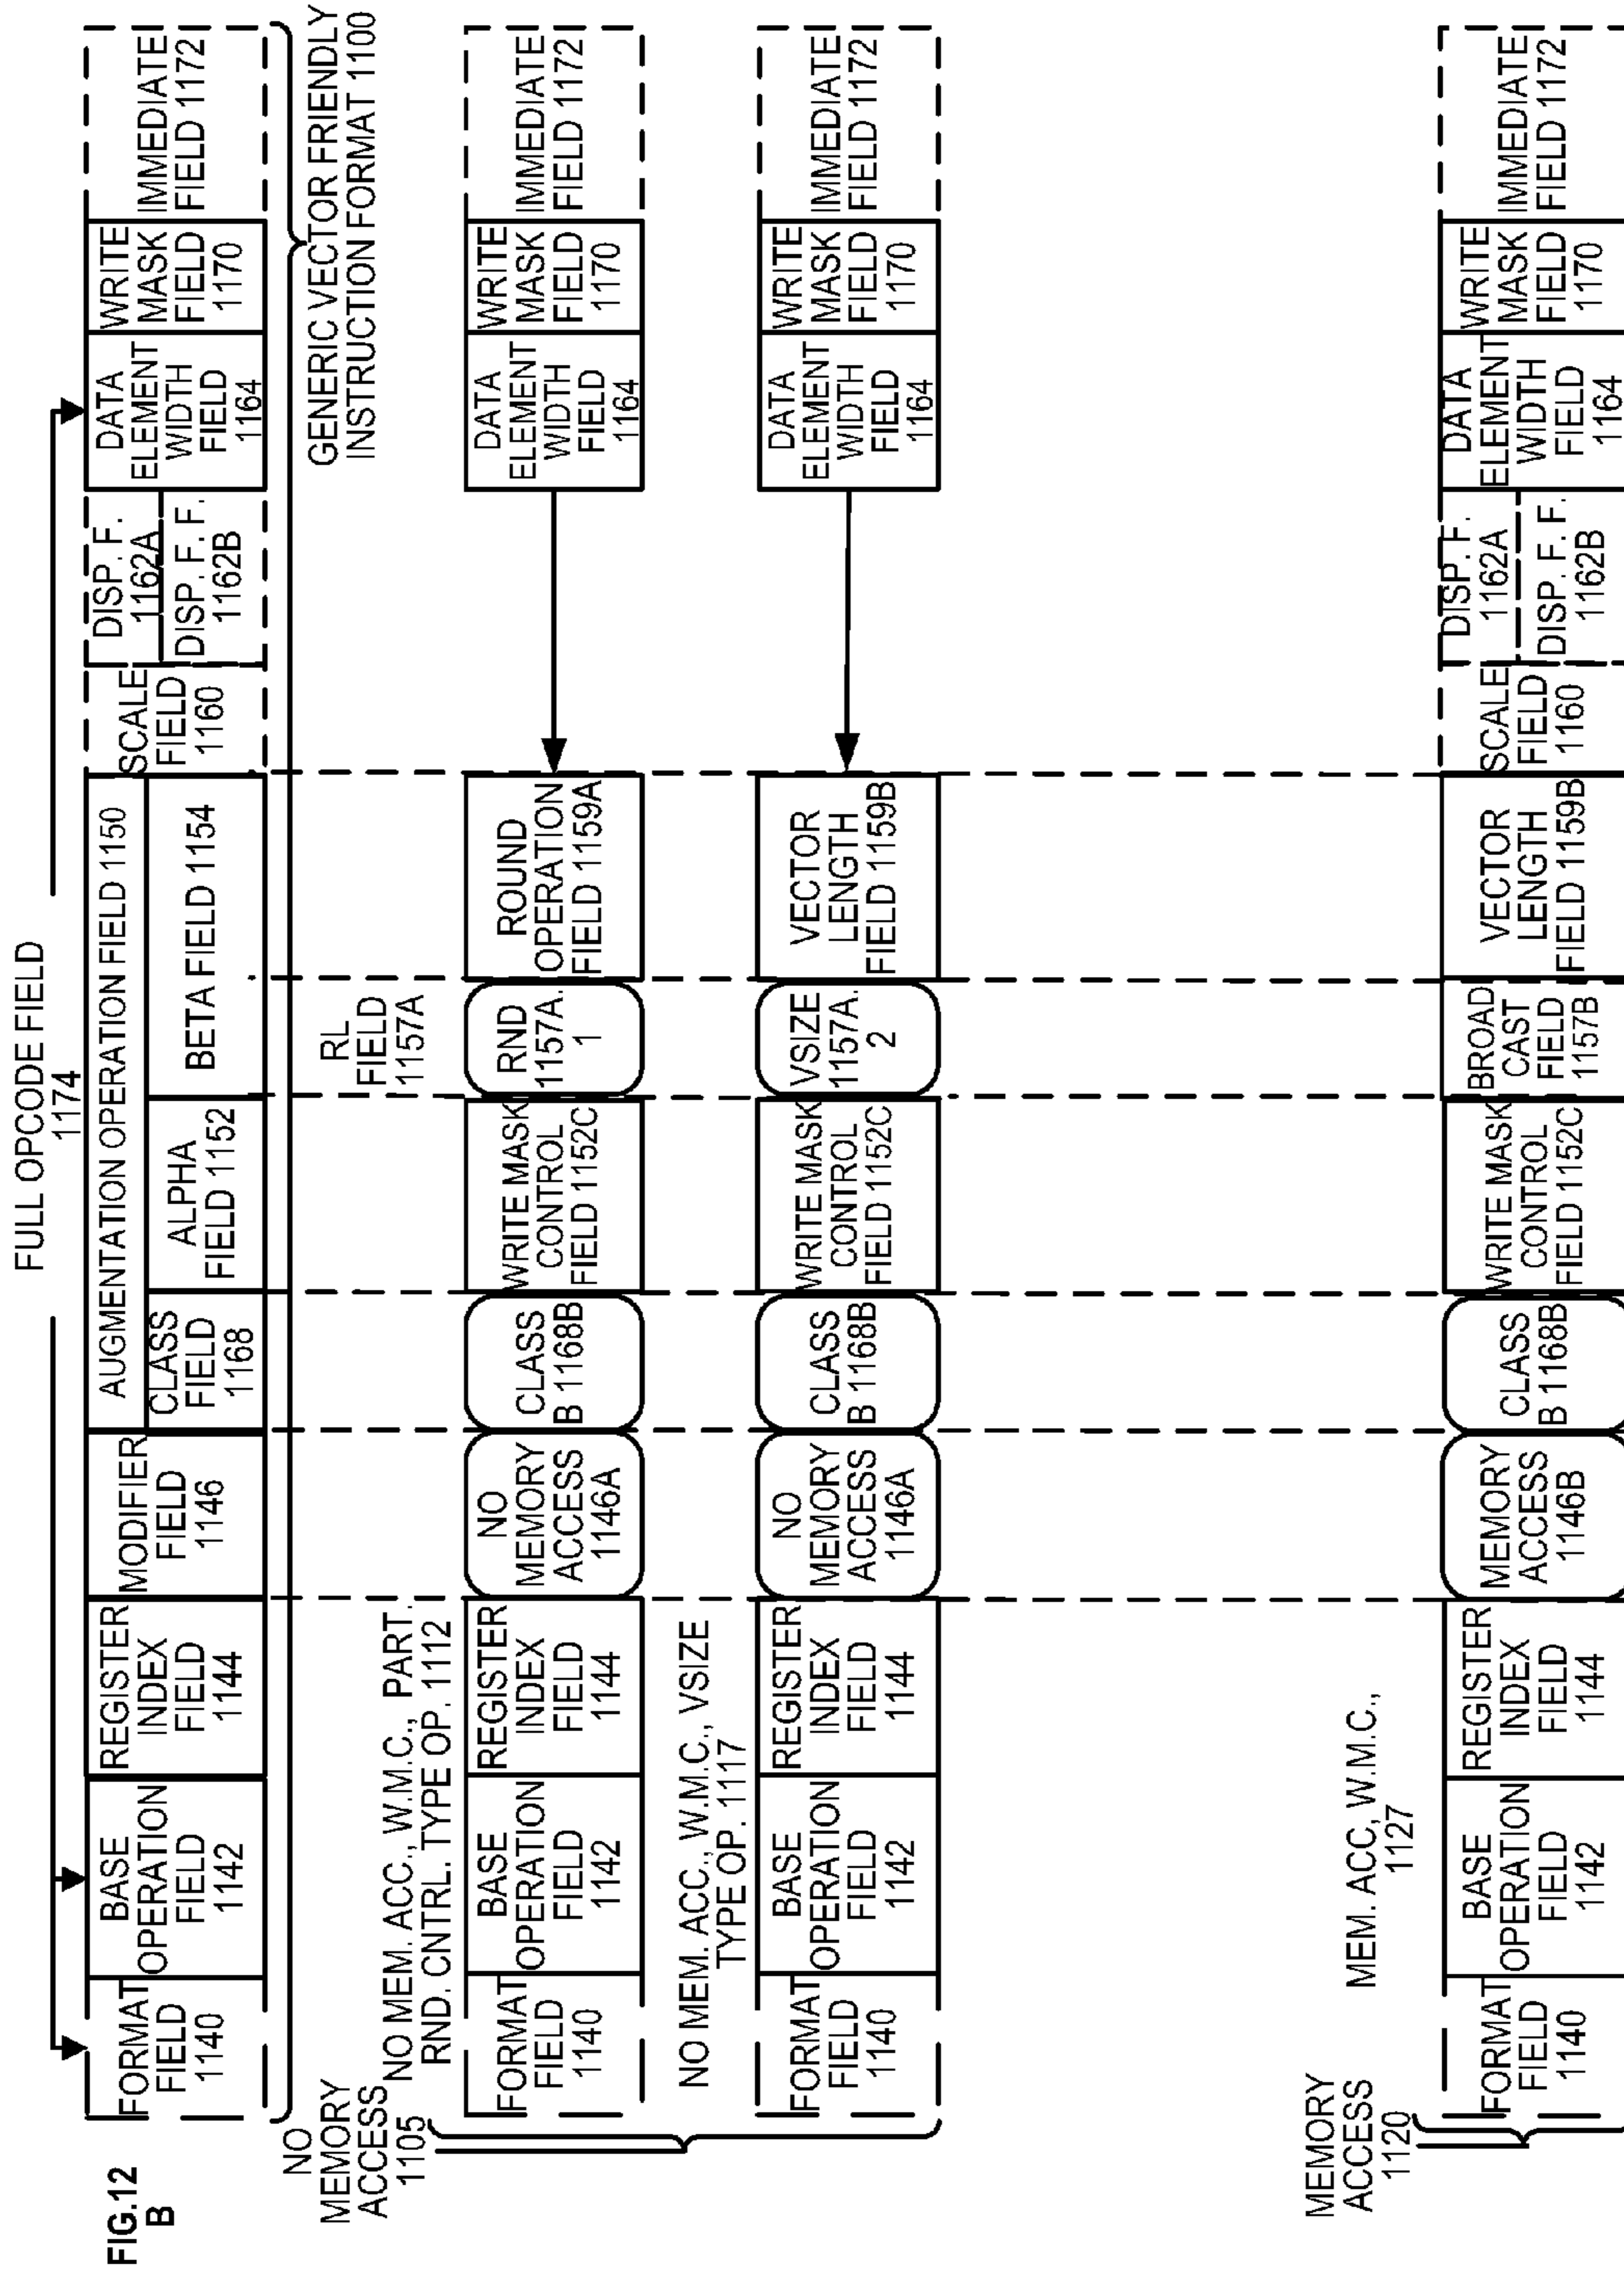 FIG.12
B
FULL OPCODE FIELD
1174
FORMAT
FIELD
1140
BASE
OPERATION
FIELD
1142
REGISTER
INDEX
FIELD
1144
MODIFIER
FIELD
1146
AUGMENTATION OPERATION FIELD 1150
CLASS
FIELD
1168
ALPHA
FIELD 1152
BETA FIELD 1154
SCALE
FIELD
1160
DISP. F.
1162A
DISP. F. F.
1162B
DATA
ELEMENT
WIDTH
FIELD
1164
WRITE
MASK
FIELD
1170
IMMEDIATE
FIELD 1172
GENERIC VECTOR FRIENDLY
INSTRUCTION FORMAT 1100
NO
MEMORY
ACCESS
1105
NO MEM. ACC., W.M.C., PART.
RND. CNTRL. TYPE OP. 1112
RL
FIELD
1157A
FORMAT
FIELD
1140
BASE
OPERATION
FIELD
1142
REGISTER
INDEX
FIELD
1144
NO
MEMORY
ACCESS
1146A
CLASS
B 1168B
WRITE MASK
CONTROL
FIELD 1152C
RND
1157A.
1
ROUND
OPERATION
FIELD 1159A
DATA
ELEMENT
WIDTH
FIELD
1164
WRITE
MASK
FIELD
1170
IMMEDIATE
FIELD 1172
NO MEM. ACC., W.M.C., VSIZE
TYPE OP. 1117
FORMAT
FIELD
1140
BASE
OPERATION
FIELD
1142
REGISTER
INDEX
FIELD
1144
NO
MEMORY
ACCESS
1146A
CLASS
B 1168B
WRITE MASK
CONTROL
FIELD 1152C
VSIZE
1157A.
2
VECTOR
LENGTH
FIELD 1159B
DATA
ELEMENT
WIDTH
FIELD
1164
WRITE
MASK
FIELD
1170
IMMEDIATE
FIELD 1172
MEMORY
ACCESS
1120
MEM. ACC, W.M.C.,
1127
FORMAT
FIELD
1140
BASE
OPERATION
FIELD
1142
REGISTER
INDEX
FIELD
1144
MEMORY
ACCESS
1146B
CLASS
B 1168B
WRITE MASK
CONTROL
FIELD 1152C
BROAD
CAST
FIELD
1157B
VECTOR
LENGTH
FIELD 1159B
SCALE
FIELD
1160
DISP. F.
1162A
DISP. F. F.
1162B
DATA
ELEMENT
WIDTH
FIELD
1164
WRITE
MASK
FIELD
1170
IMMEDIATE
FIELD 1172